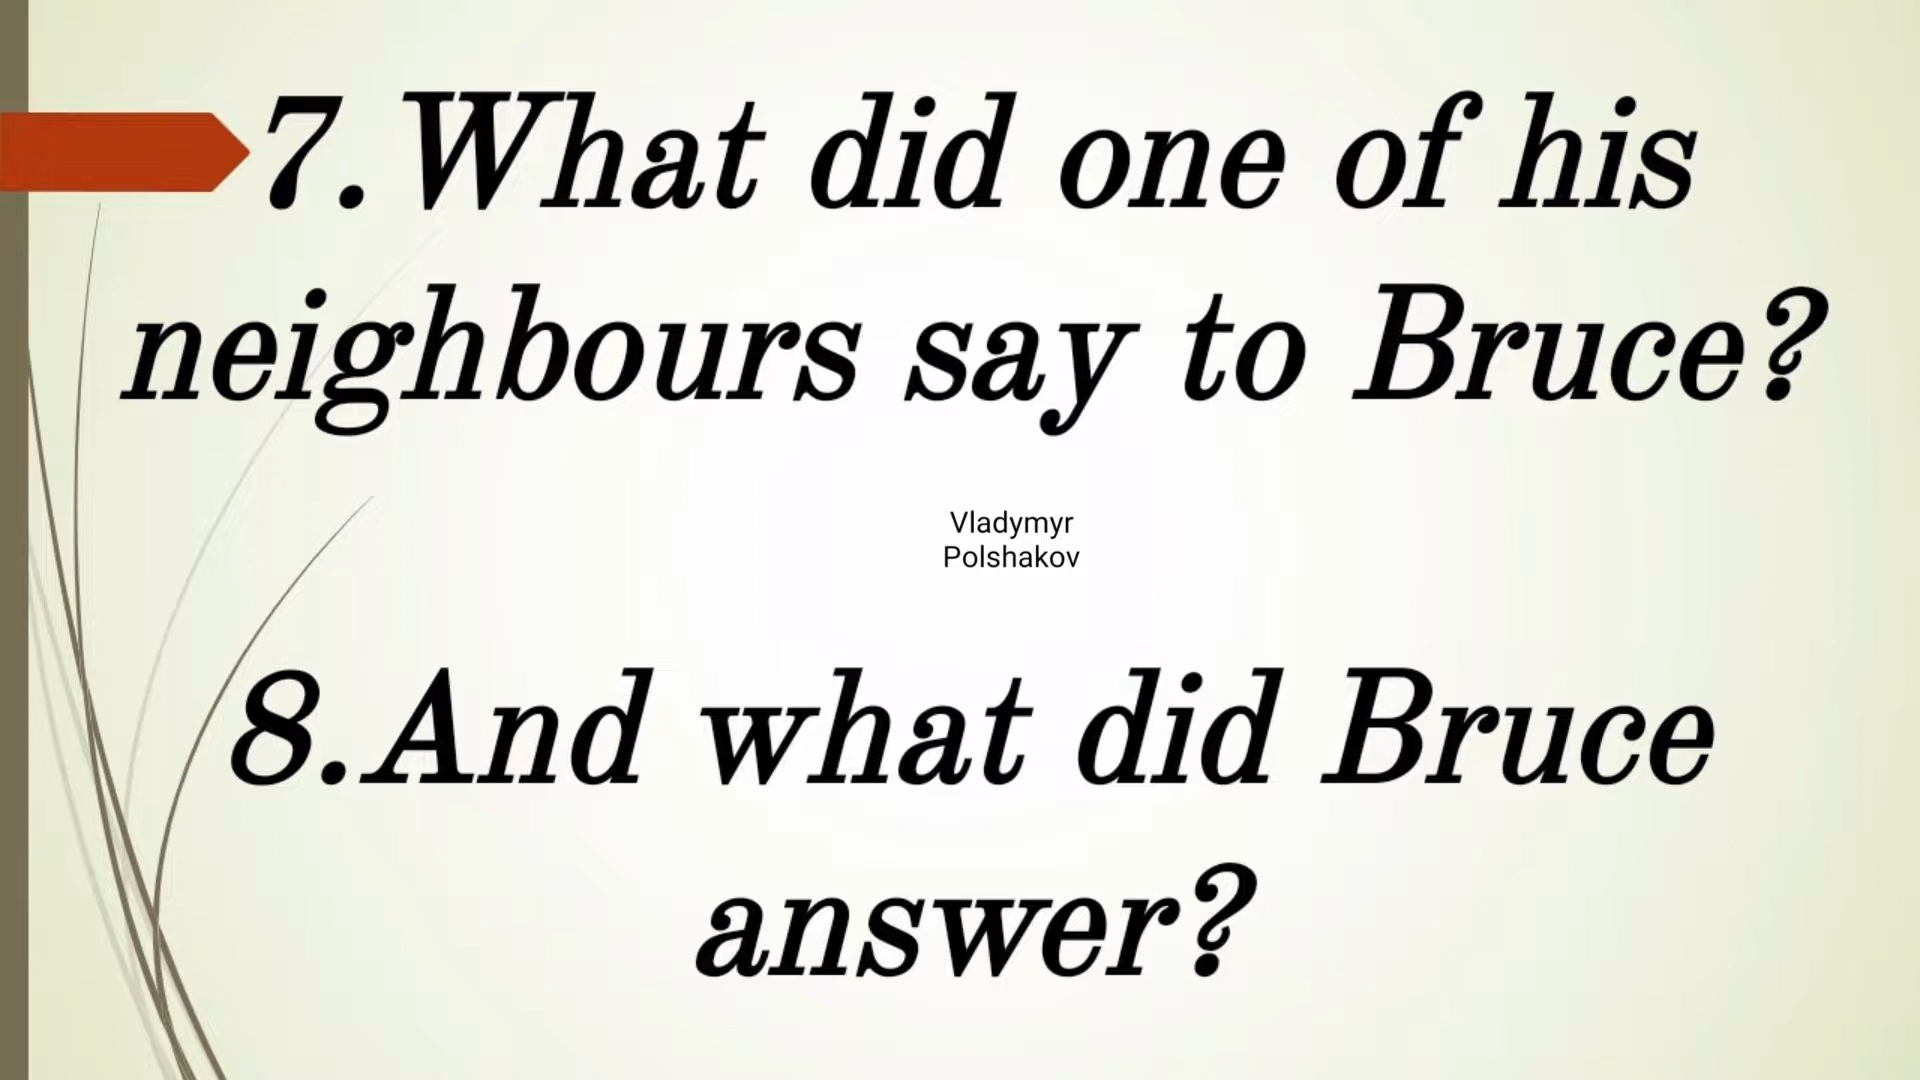 7.What did one of his
neighbours say to Bruce?
Vladymyr
Polshakov
8.And what did Bruce
answer?